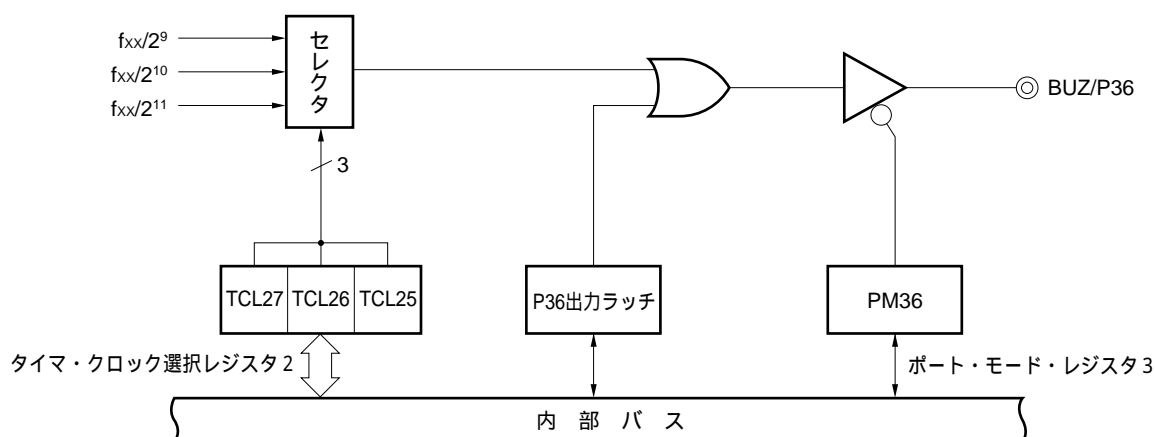 fxx/2⁹
fxx/2¹⁰
fxx/2¹¹
セレクタ
3
BUZ/P36
TCL27 TCL26 TCL25
P36出力ラッチ
PM36
タイマ・クロック選択レジスタ2
ポート・モード・レジスタ3
内 部 バ ス